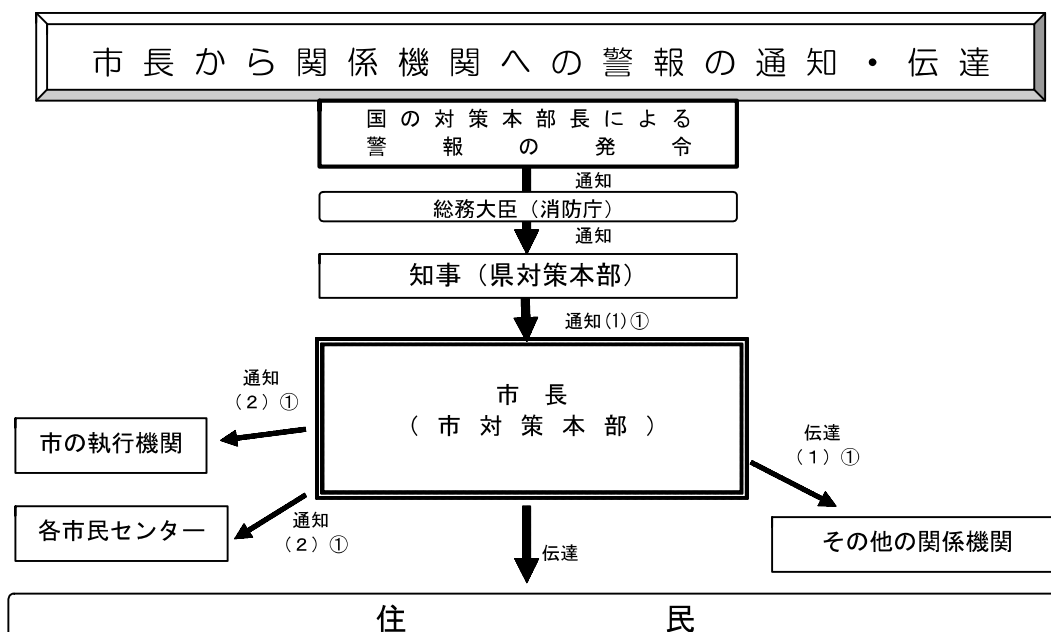 市長から関係機関への警報の通知・伝達
国の対策本部長による
警報の発令
通知
総務大臣（消防庁）
通知
知事（県対策本部）
通知(1)①
市長
（市対策本部）
通知
（2）①
市の執行機関
伝達
（1）①
各市民センター
通知
（2）①
その他の関係機関
伝達
住民